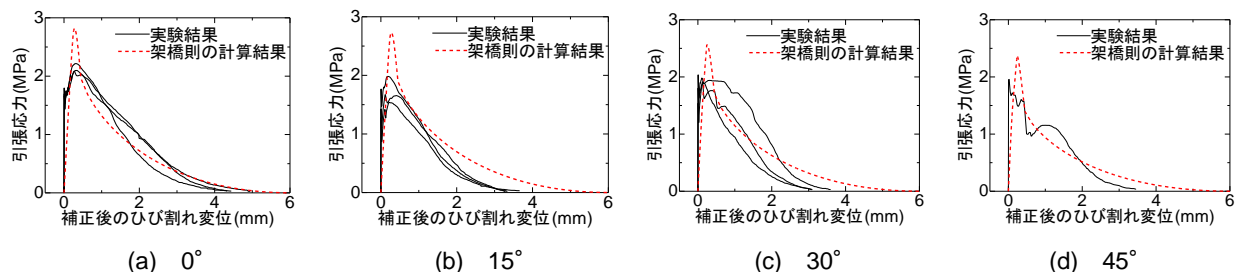 3
2
1
0
引張応力(MPa)
実験結果
架橋則の計算結果
0 2 4 6
補正後のひび割れ変位(mm)
(a) 0°
3
2
1
0
引張応力(MPa)
実験結果
架橋則の計算結果
0 2 4 6
補正後のひび割れ変位(mm)
(b) 15°
3
2
1
0
引張応力(MPa)
実験結果
架橋則の計算結果
0 2 4 6
補正後のひび割れ変位(mm)
(c) 30°
3
2
1
0
引張応力(MPa)
実験結果
架橋則の計算結果
0 2 4 6
補正後のひび割れ変位(mm)
(d) 45°